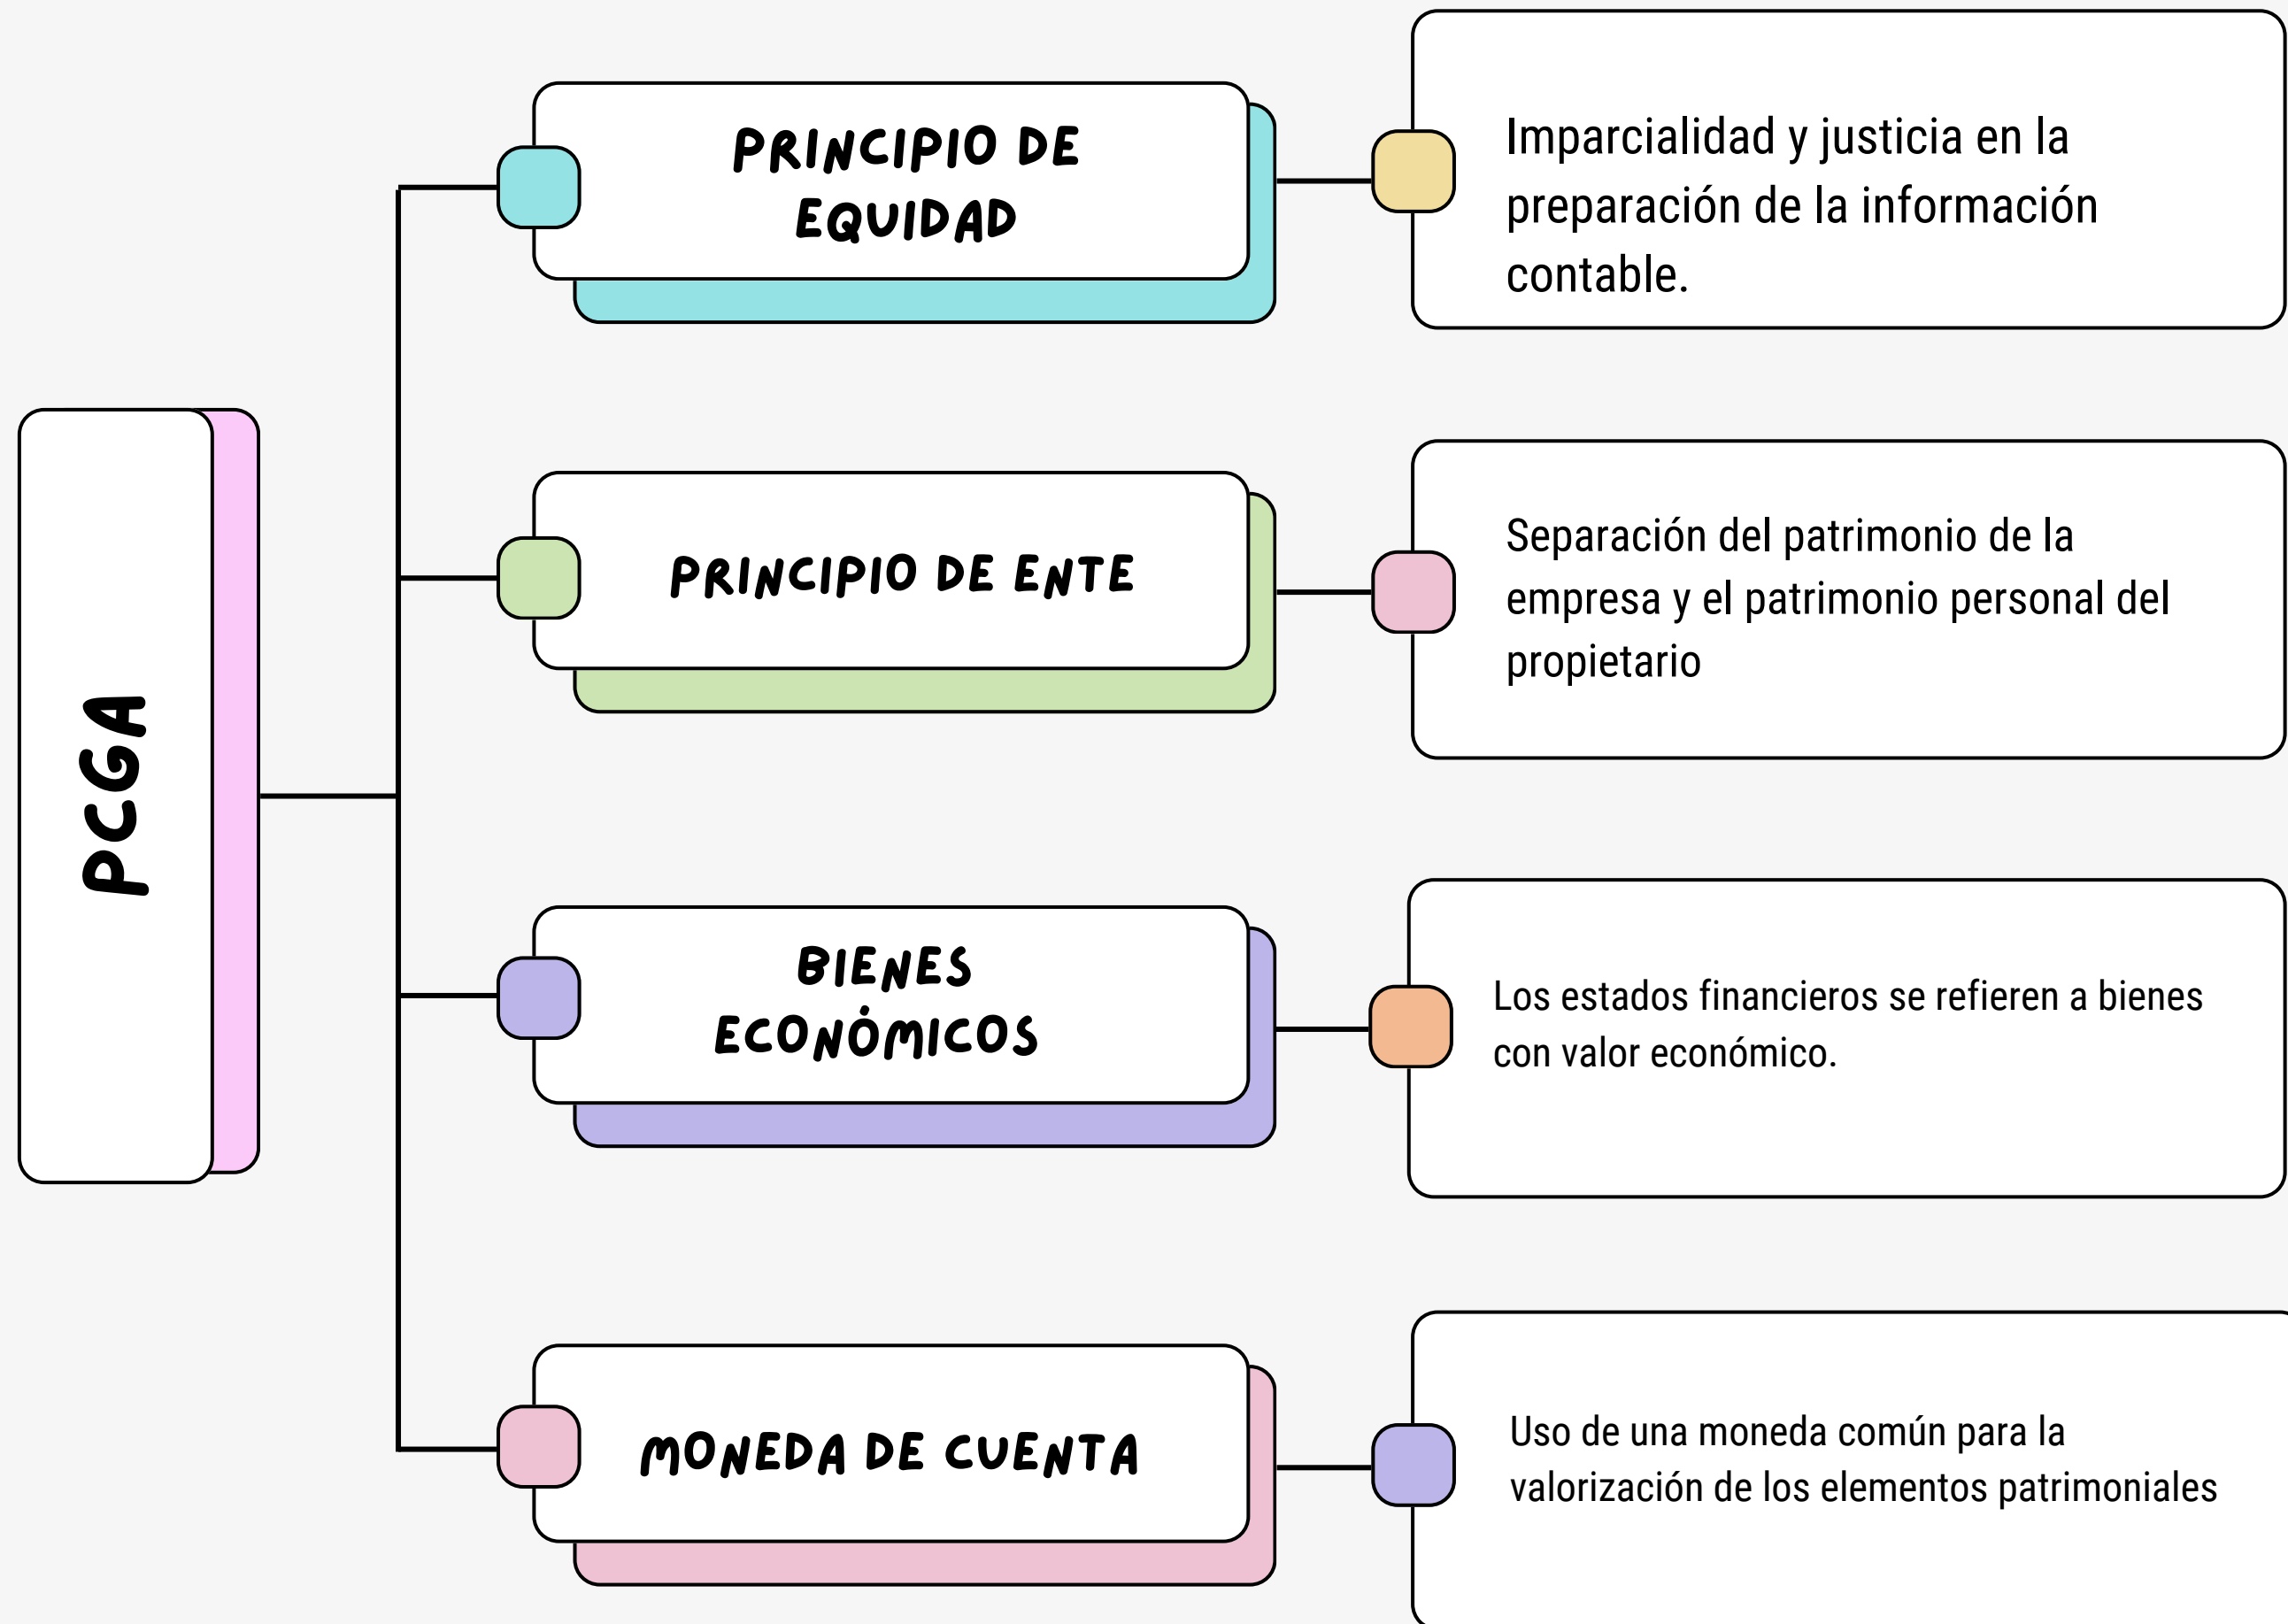 PCGA
PRINCIPIO DE
EQUIDAD
Imparcialidad y justicia en la
preparación de la información
contable.
PRINCIPIO DE ENTE
Separación del patrimonio de la
empresa y el patrimonio personal del
propietario
BIENES
ECONÓMICOS
Los estados financieros se refieren a bienes
con valor económico.
MONEDA DE CUENTA
Uso de una moneda común para la
valorización de los elementos patrimoniales